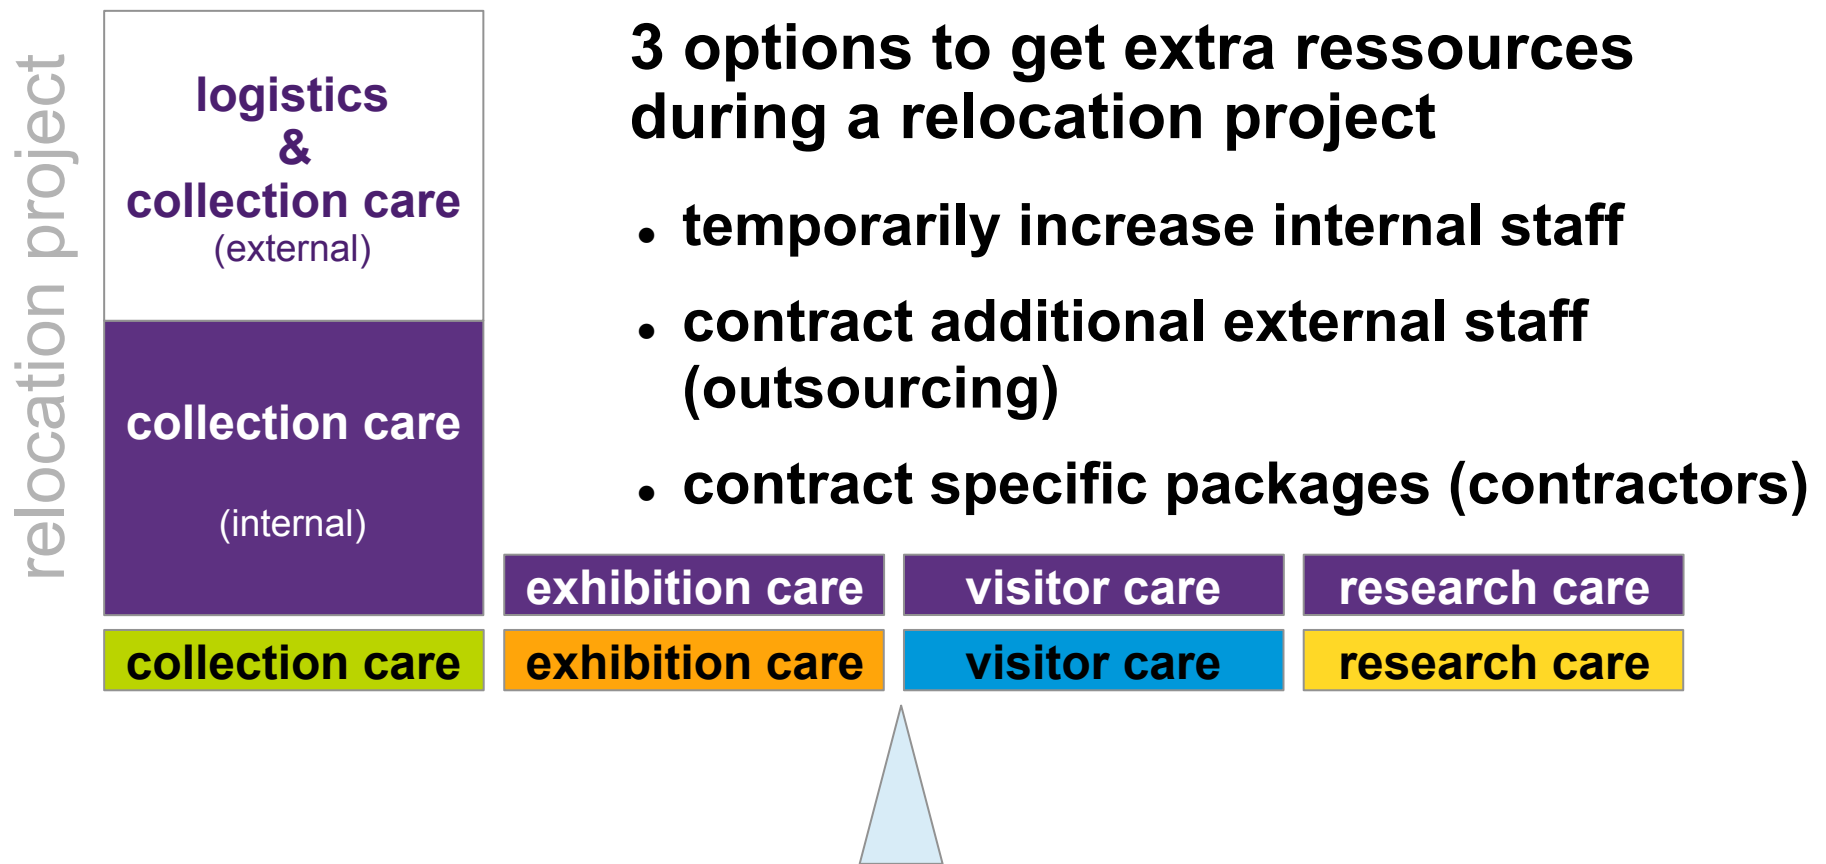 relocation project
logistics
&
collection care
(external)
collection care
(internal)
3 options to get extra ressources
during a relocation project
• temporarily increase internal staff
• contract additional external staff
(outsourcing)
• contract specific packages (contractors)
exhibition care
visitor care
research care
collection care
exhibition care
visitor care
research care